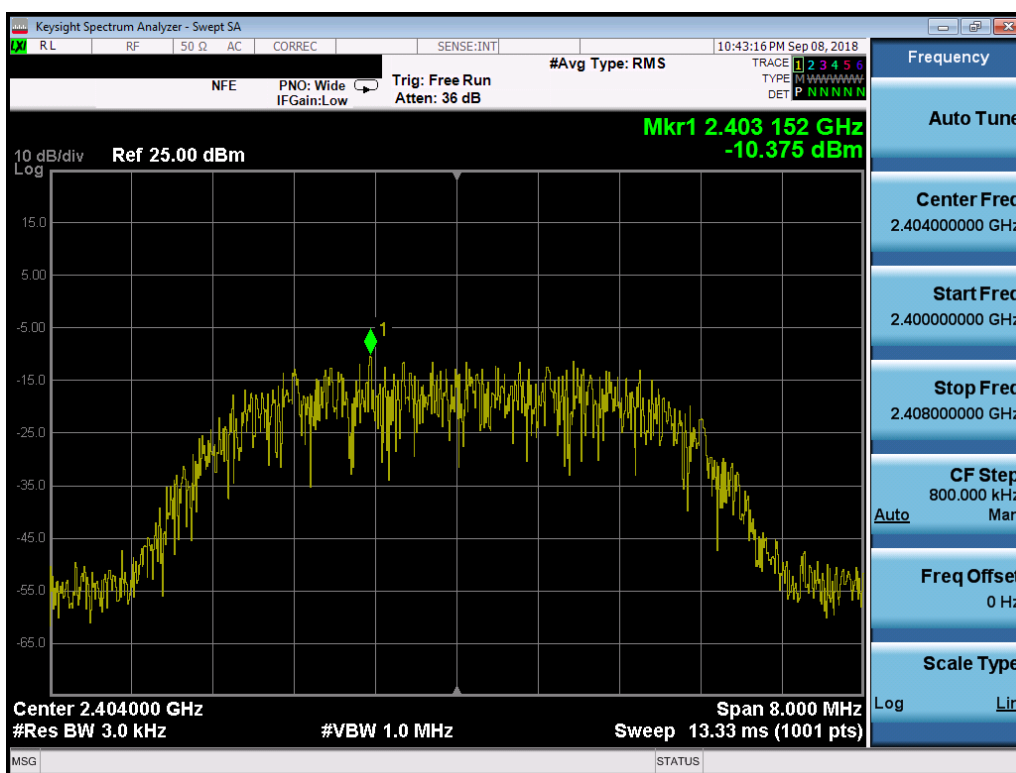 Keysight Spectrum Analyzer - Swept SA
LXI RL RF 50 Ω AC CORREC SENSE:INT 10:43:16 PM Sep 08, 2018
#Avg Type: RMS TRACE 1 2 3 4 5 6
TYPE M WWWWW
DET P N N N N N
NFE PNO: Wide Trig: Free Run
IFGain:Low Atten: 36 dB
Mkr1 2.403 152 GHz
-10.375 dBm
10 dB/div Ref 25.00 dBm
Log
15.0
5.00
-5.00
1
-15.0
-25.0
-35.0
-45.0
-55.0
-65.0
Center 2.404000 GHz Span 8.000 MHz
#Res BW 3.0 kHz #VBW 1.0 MHz Sweep 13.33 ms (1001 pts)
MSG STATUS
Frequency
Auto Tune
Center Freq
2.404000000 GHz
Start Freq
2.400000000 GHz
Stop Freq
2.408000000 GHz
CF Step
800.000 kHz
Auto Man
Freq Offset
0 Hz
Scale Type
Log Lin